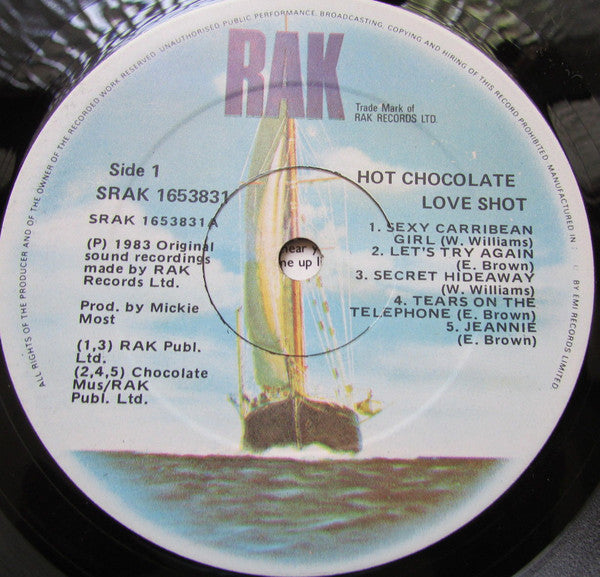 ALL RIGHTS OF THE PRODUCER AND OF THE OWNER OF THE RECORDED WORK RESERVED. UNAUTHORISED PUBLIC PERFORMANCE, BROADCASTING, COPYING AND HIRING OF THIS RECORD PROHIBITED. MANUFACTURED IN : BY EMI RECORDS LIMITED
RAK
Trade Mark of
RAK RECORDS LTD.
Side 1
SRAK 1653831
SRAK 1653831A
(P) 1983 Original
sound recordings
made by RAK
Records Ltd.
Prod. by Mickie
Most
(1,3) RAK Publ.
Ltd.
(2,4,5) Chocolate
Mus/RAK
Publ. Ltd.
HOT CHOCOLATE
LOVE SHOT
1. SEXY CARRIBEAN
GIRL (W. Williams)
2. LET'S TRY AGAIN
(E. Brown)
3. SECRET HIDEAWAY
(W. Williams)
4. TEARS ON THE
TELEPHONE (E. Brown)
5. JEANNIE
(E. Brown)